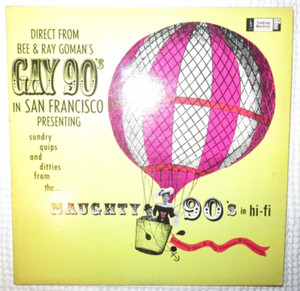 DIRECT FROM
BEE & RAY GOMAN'S
GAY 90's
IN SAN FRANCISCO
PRESENTING
sundry
quips
and
ditties
from
the...
NAUGHTY 90's in hi-fi